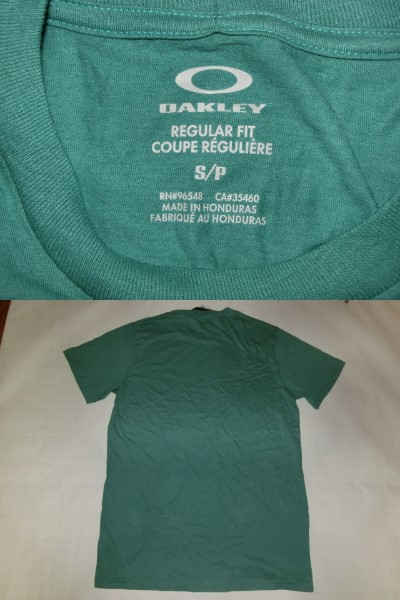 OAKLEY
REGULAR FIT
COUPE RÉGULIÈRE
S/P
RN#96548 CA#35460
MADE IN HONDURAS
FABRIQUÉ AU HONDURAS